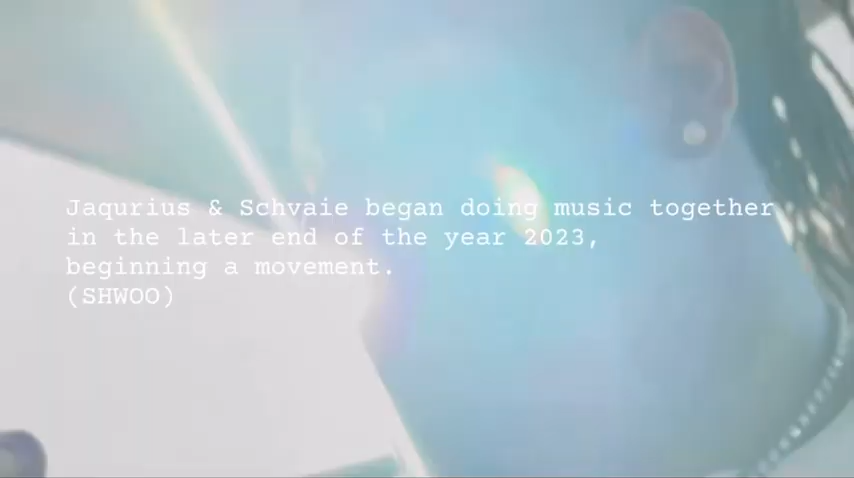 Jaqurius & Schvaie began doing music together
in the later end of the year 2023,
beginning a movement.
(SHWOO)